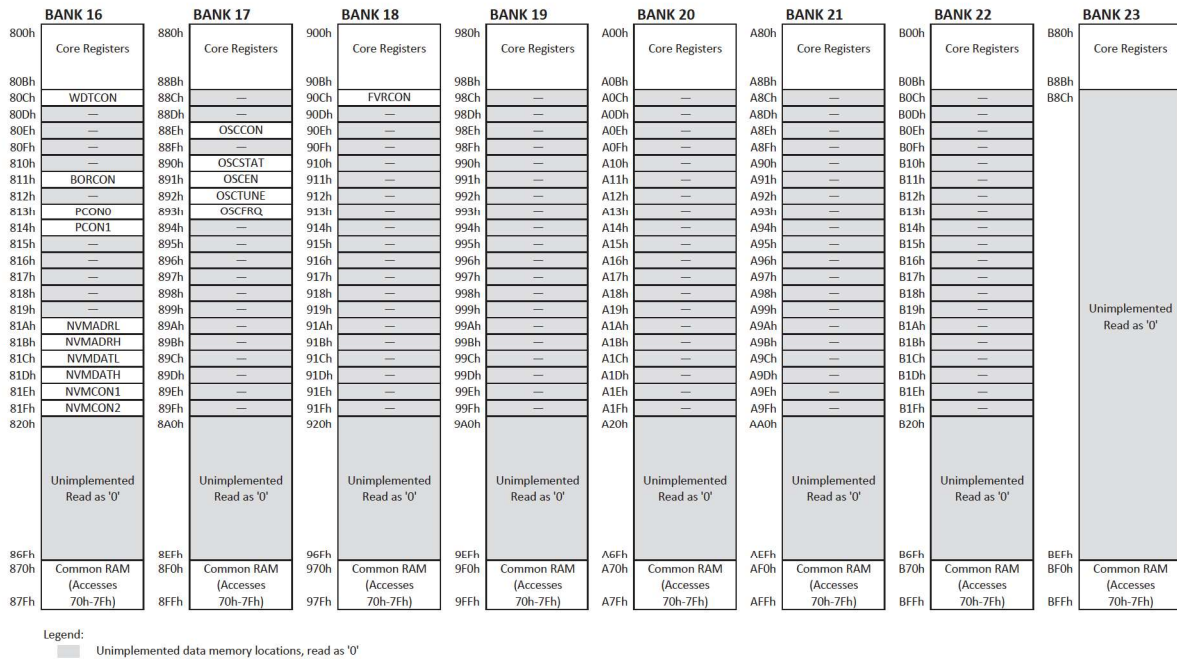 BANK 16 BANK 17 BANK 18 BANK 19 BANK 20 BANK 21 BANK 22 BANK 23
800h 880h 900h 980h A00h A80h B00h B80h
Core Registers Core Registers Core Registers Core Registers Core Registers Core Registers Core Registers Core Registers
80Bh 88Bh 90Bh 98Bh A0Bh A8Bh B0Bh B8Bh
80Ch WDTCON 88Ch — 90Ch FVRCON 98Ch — A0Ch — A8Ch — B0Ch — B8Ch
80Dh — 88Dh — 90Dh — 98Dh — A0Dh — A8Dh — B0Dh —
80Eh — 88Eh OSCCON 90Eh — 98Eh — A0Eh — A8Eh — B0Eh —
80Fh — 88Fh — 90Fh — 98Fh — A0Fh — A8Fh — B0Fh —
810h — 890h OSCSTAT 910h — 990h — A10h — A90h — B10h —
811h BORCON 891h OSCEN 911h — 991h — A11h — A91h — B11h —
812h — 892h OSCTUNE 912h — 992h — A12h — A92h — B12h —
813h PCON0 893h OSCFRQ 913h — 993h — A13h — A93h — B13h —
814h PCON1 894h — 914h — 994h — A14h — A94h — B14h —
815h — 895h — 915h — 995h — A15h — A95h — B15h —
816h — 896h — 916h — 996h — A16h — A96h — B16h —
817h — 897h — 917h — 997h — A17h — A97h — B17h —
818h — 898h — 918h — 998h — A18h — A98h — B18h —
819h — 899h — 919h — 999h — A19h — A99h — B19h — Unimplemented
81Ah NVMADRL 89Ah — 91Ah — 99Ah — A1Ah — A9Ah — B1Ah — Read as '0'
81Bh NVMADRH 89Bh — 91Bh — 99Bh — A1Bh — A9Bh — B1Bh —
81Ch NVMDATL 89Ch — 91Ch — 99Ch — A1Ch — A9Ch — B1Ch —
81Dh NVMDATH 89Dh — 91Dh — 99Dh — A1Dh — A9Dh — B1Dh —
81Eh NVMCON1 89Eh — 91Eh — 99Eh — A1Eh — A9Eh — B1Eh —
81Fh NVMCON2 89Fh — 91Fh — 99Fh — A1Fh — A9Fh — B1Fh —
820h 8A0h 920h 9A0h A20h AA0h B20h
Unimplemented Unimplemented Unimplemented Unimplemented Unimplemented Unimplemented Unimplemented
Read as '0' Read as '0' Read as '0' Read as '0' Read as '0' Read as '0' Read as '0'
86Fh 8EFh 96Fh 9EFh A6Fh AEFh B6Fh BEFh
870h Common RAM 8F0h Common RAM 970h Common RAM 9F0h Common RAM A70h Common RAM AF0h Common RAM B70h Common RAM BF0h Common RAM
(Accesses (Accesses (Accesses (Accesses (Accesses (Accesses (Accesses (Accesses
87Fh 70h-7Fh) 8FFh 70h-7Fh) 97Fh 70h-7Fh) 9FFh 70h-7Fh) A7Fh 70h-7Fh) AFFh 70h-7Fh) BFFh 70h-7Fh) BFFh 70h-7Fh)
Legend:
Unimplemented data memory locations, read as '0'